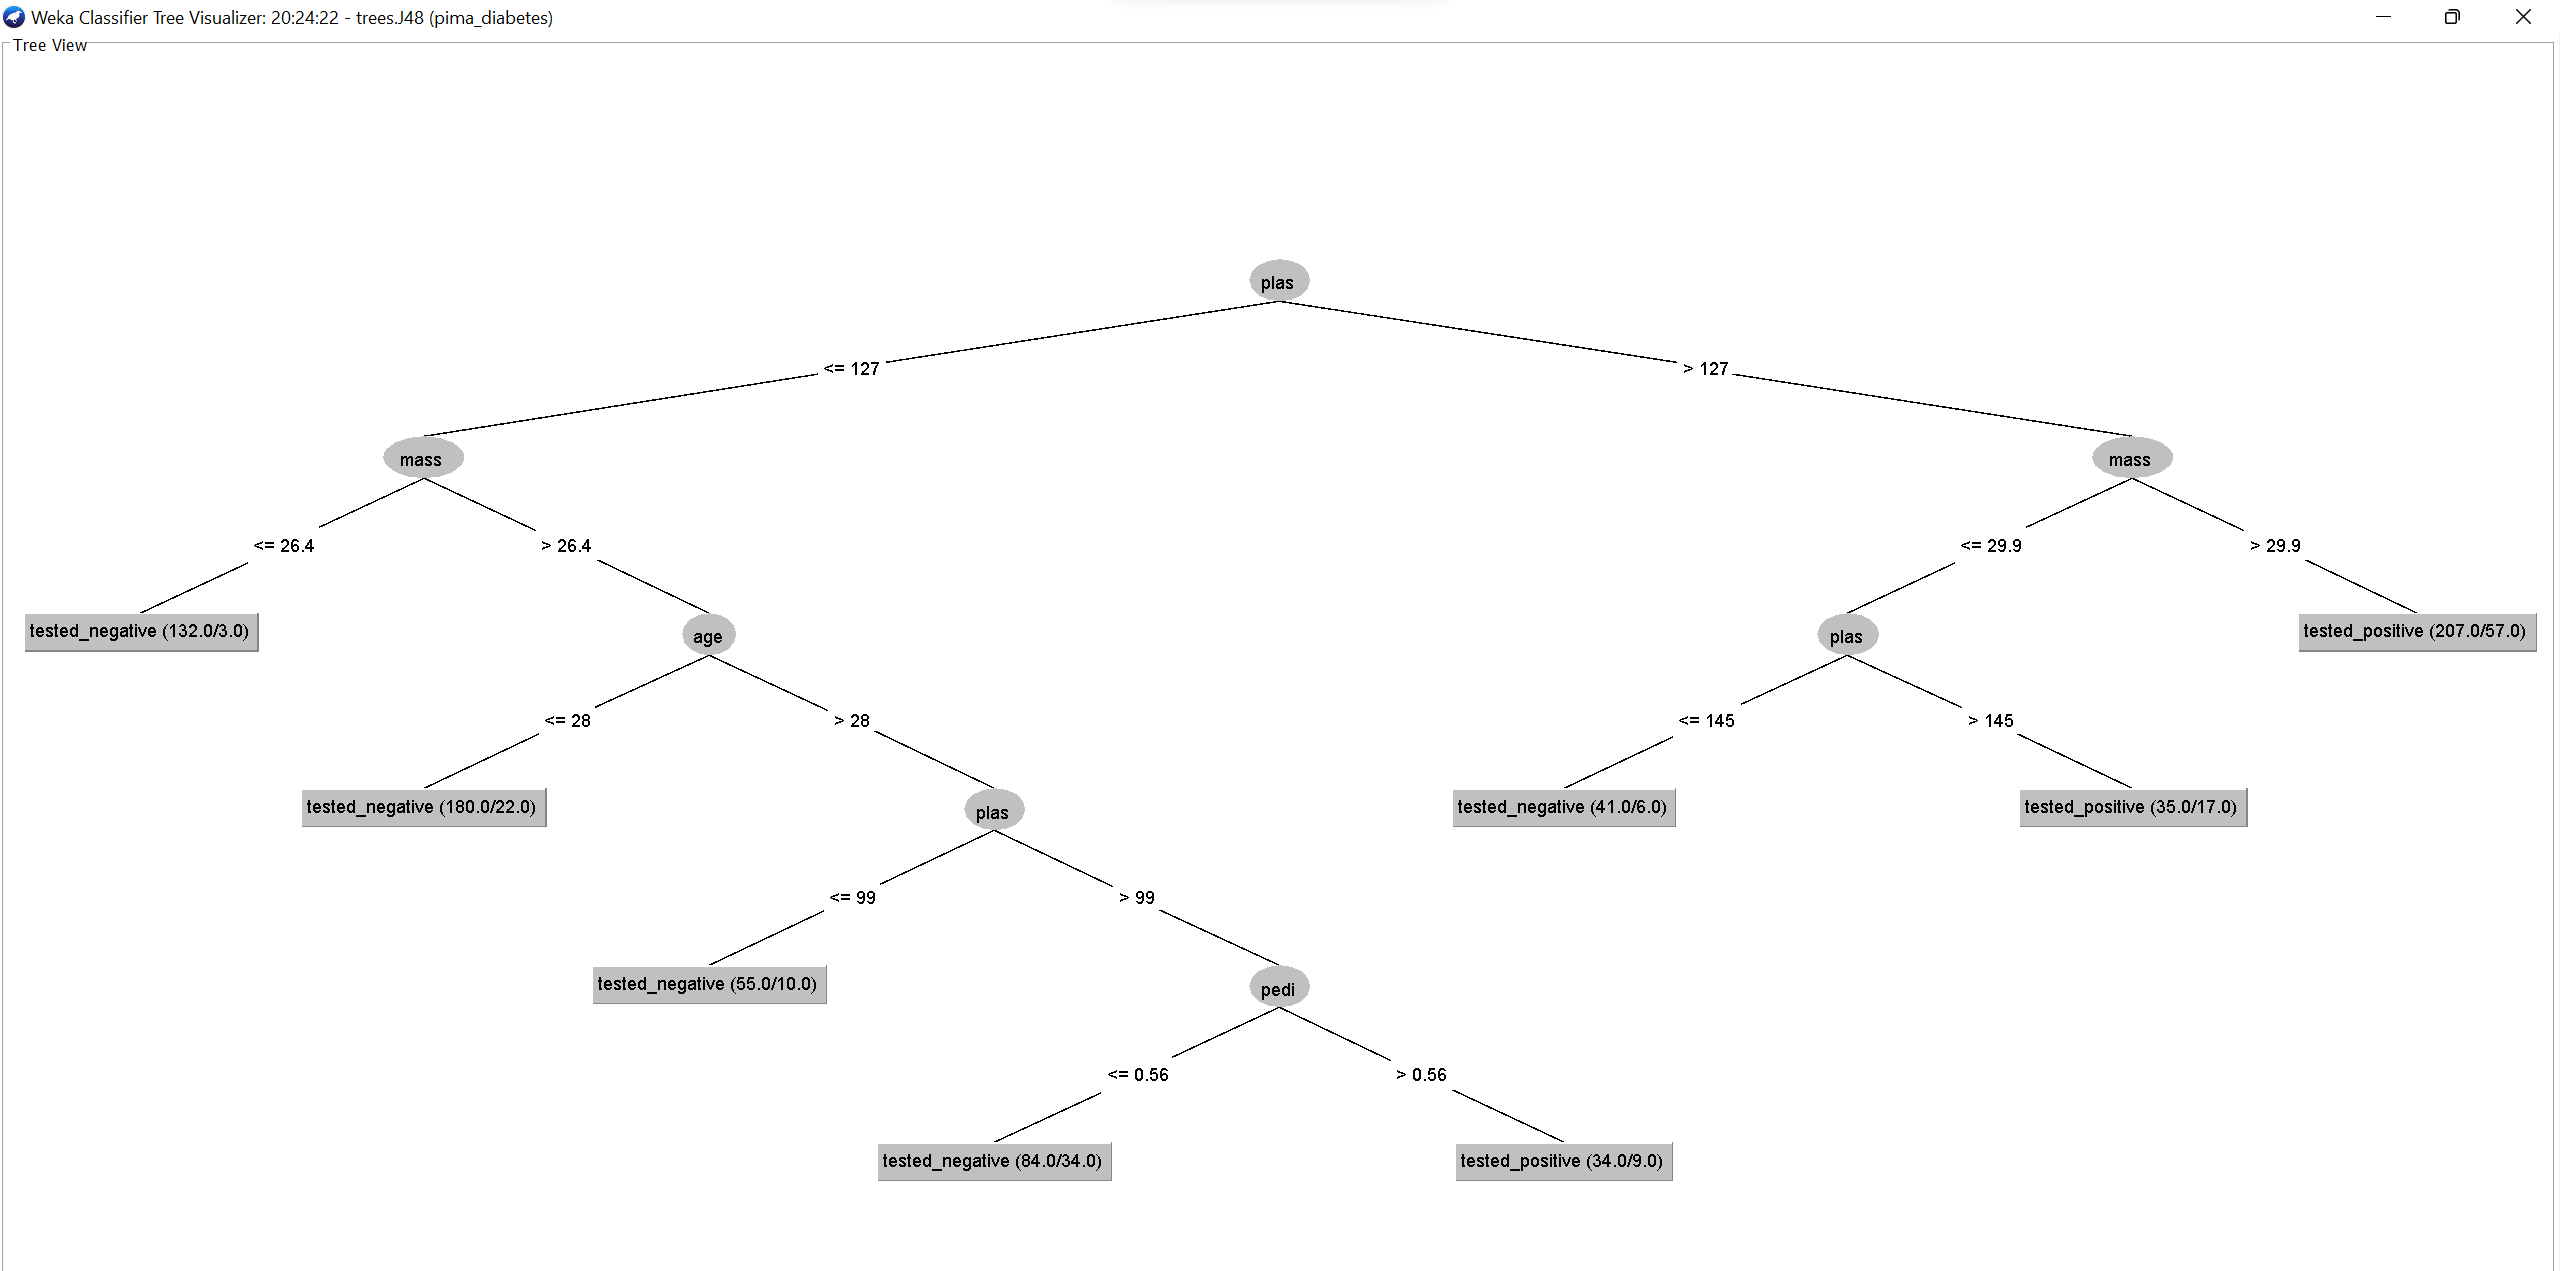 Weka Classifier Tree Visualizer: 20:24:22 - trees.J48 (pima_diabetes)
Tree View
plas
<= 127
> 127
mass
mass
<= 26.4
> 26.4
<= 29.9
> 29.9
tested_negative (132.0/3.0)
age
plas
tested_positive (207.0/57.0)
<= 28
> 28
<= 145
> 145
tested_negative (180.0/22.0)
plas
tested_negative (41.0/6.0)
tested_positive (35.0/17.0)
<= 99
> 99
tested_negative (55.0/10.0)
pedi
<= 0.56
> 0.56
tested_negative (84.0/34.0)
tested_positive (34.0/9.0)